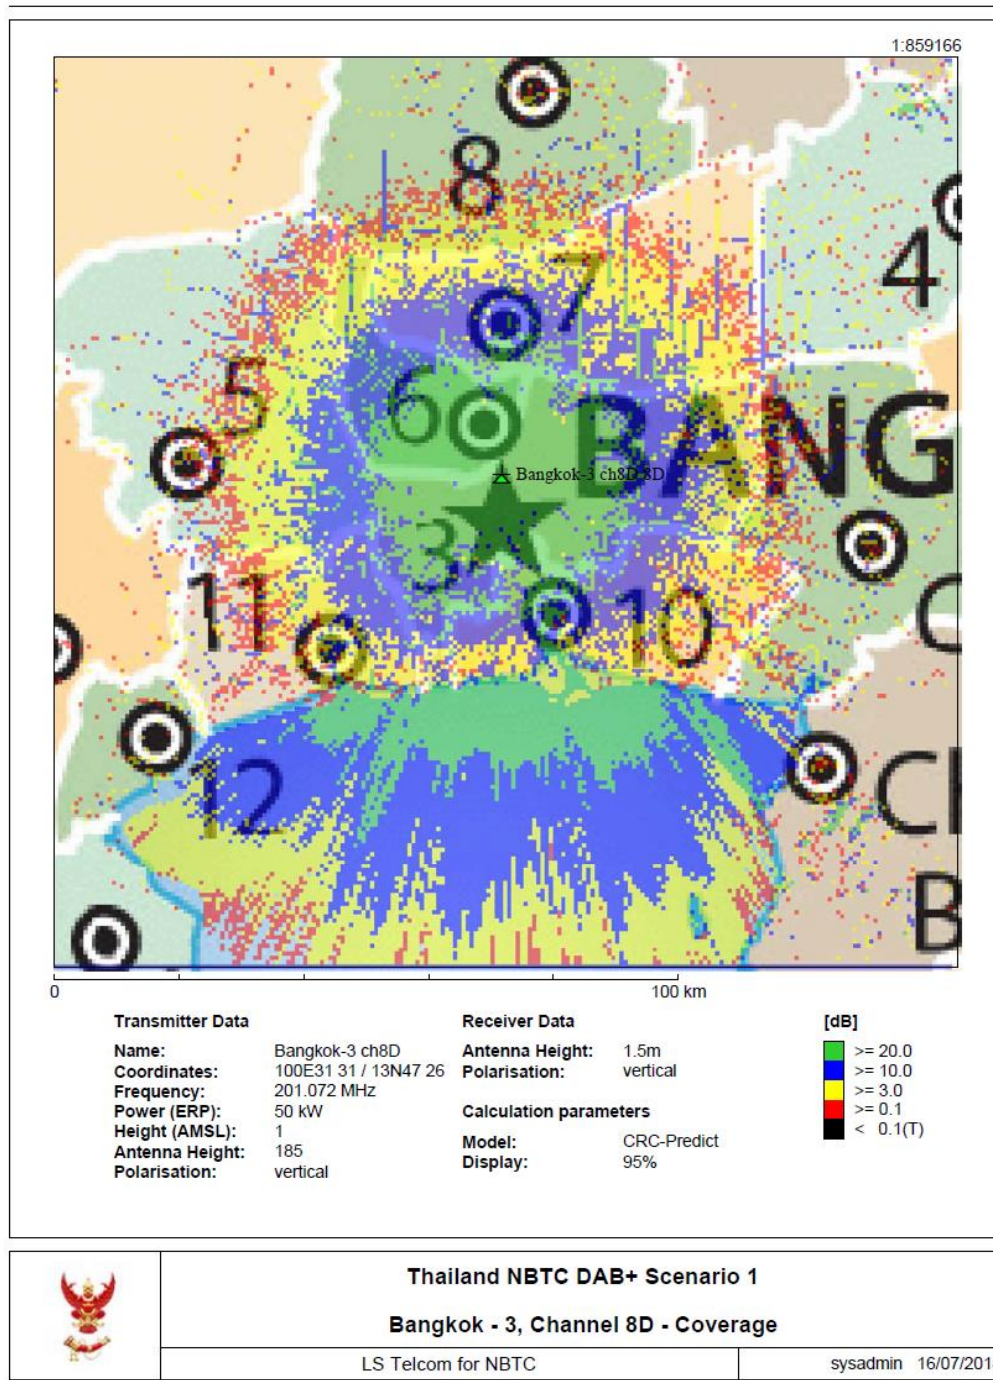 1:859166
8
4
7
5
6
BANG
Bangkok-3 ch8D 8D
3
11
10
C
12
CH
B
0
100 km
Transmitter Data
Name: Bangkok-3 ch8D
Coordinates: 100E31 31 / 13N47 26
Frequency: 201.072 MHz
Power (ERP): 50 kW
Height (AMSL): 1
Antenna Height: 185
Polarisation: vertical
Receiver Data
Antenna Height: 1.5m
Polarisation: vertical
Calculation parameters
Model: CRC-Predict
Display: 95%
[dB]
>= 20.0
>= 10.0
>= 3.0
>= 0.1
< 0.1(T)
Thailand NBTC DAB+ Scenario 1
Bangkok - 3, Channel 8D - Coverage
LS Telcom for NBTC
sysadmin 16/07/201